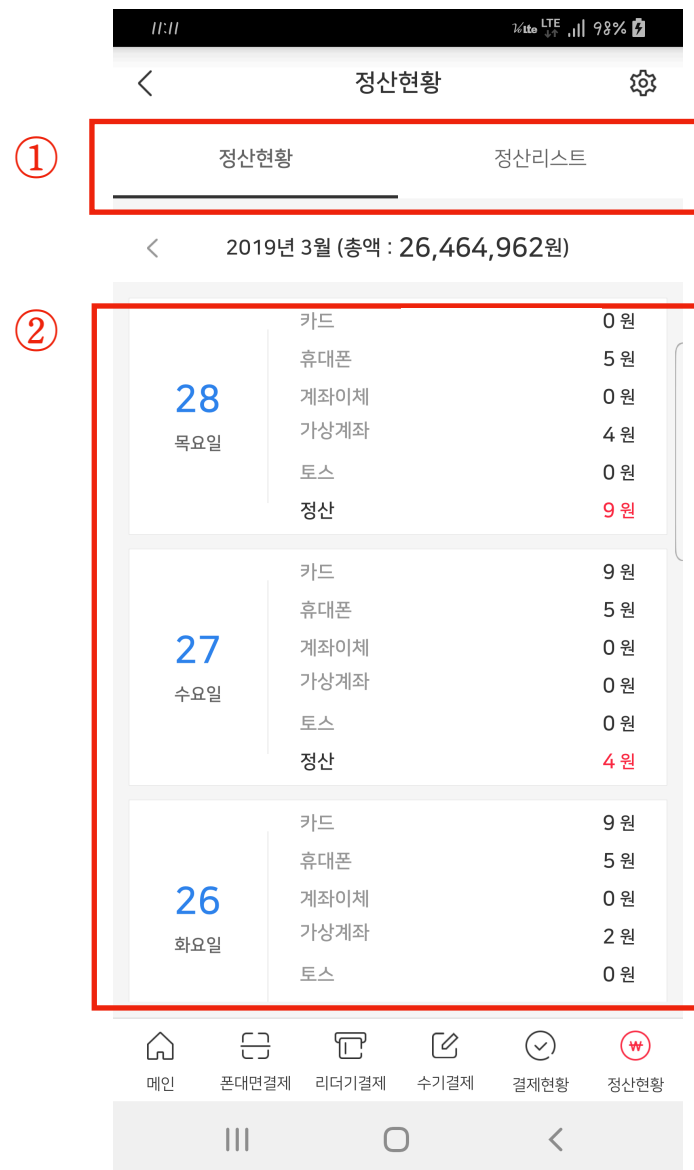 11:11 VoLTE LTE 98%
정산현황
①
정산현황 정산리스트
2019년 3월 (총액 : 26,464,962원)
②
28
목요일
카드 0 원
휴대폰 5 원
계좌이체 0 원
가상계좌 4 원
토스 0 원
정산 9 원
27
수요일
카드 9 원
휴대폰 5 원
계좌이체 0 원
가상계좌 0 원
토스 0 원
정산 4 원
26
화요일
카드 9 원
휴대폰 5 원
계좌이체 0 원
가상계좌 2 원
토스 0 원
메인 폰대면결제 리더기결제 수기결제 결제현황 정산현황